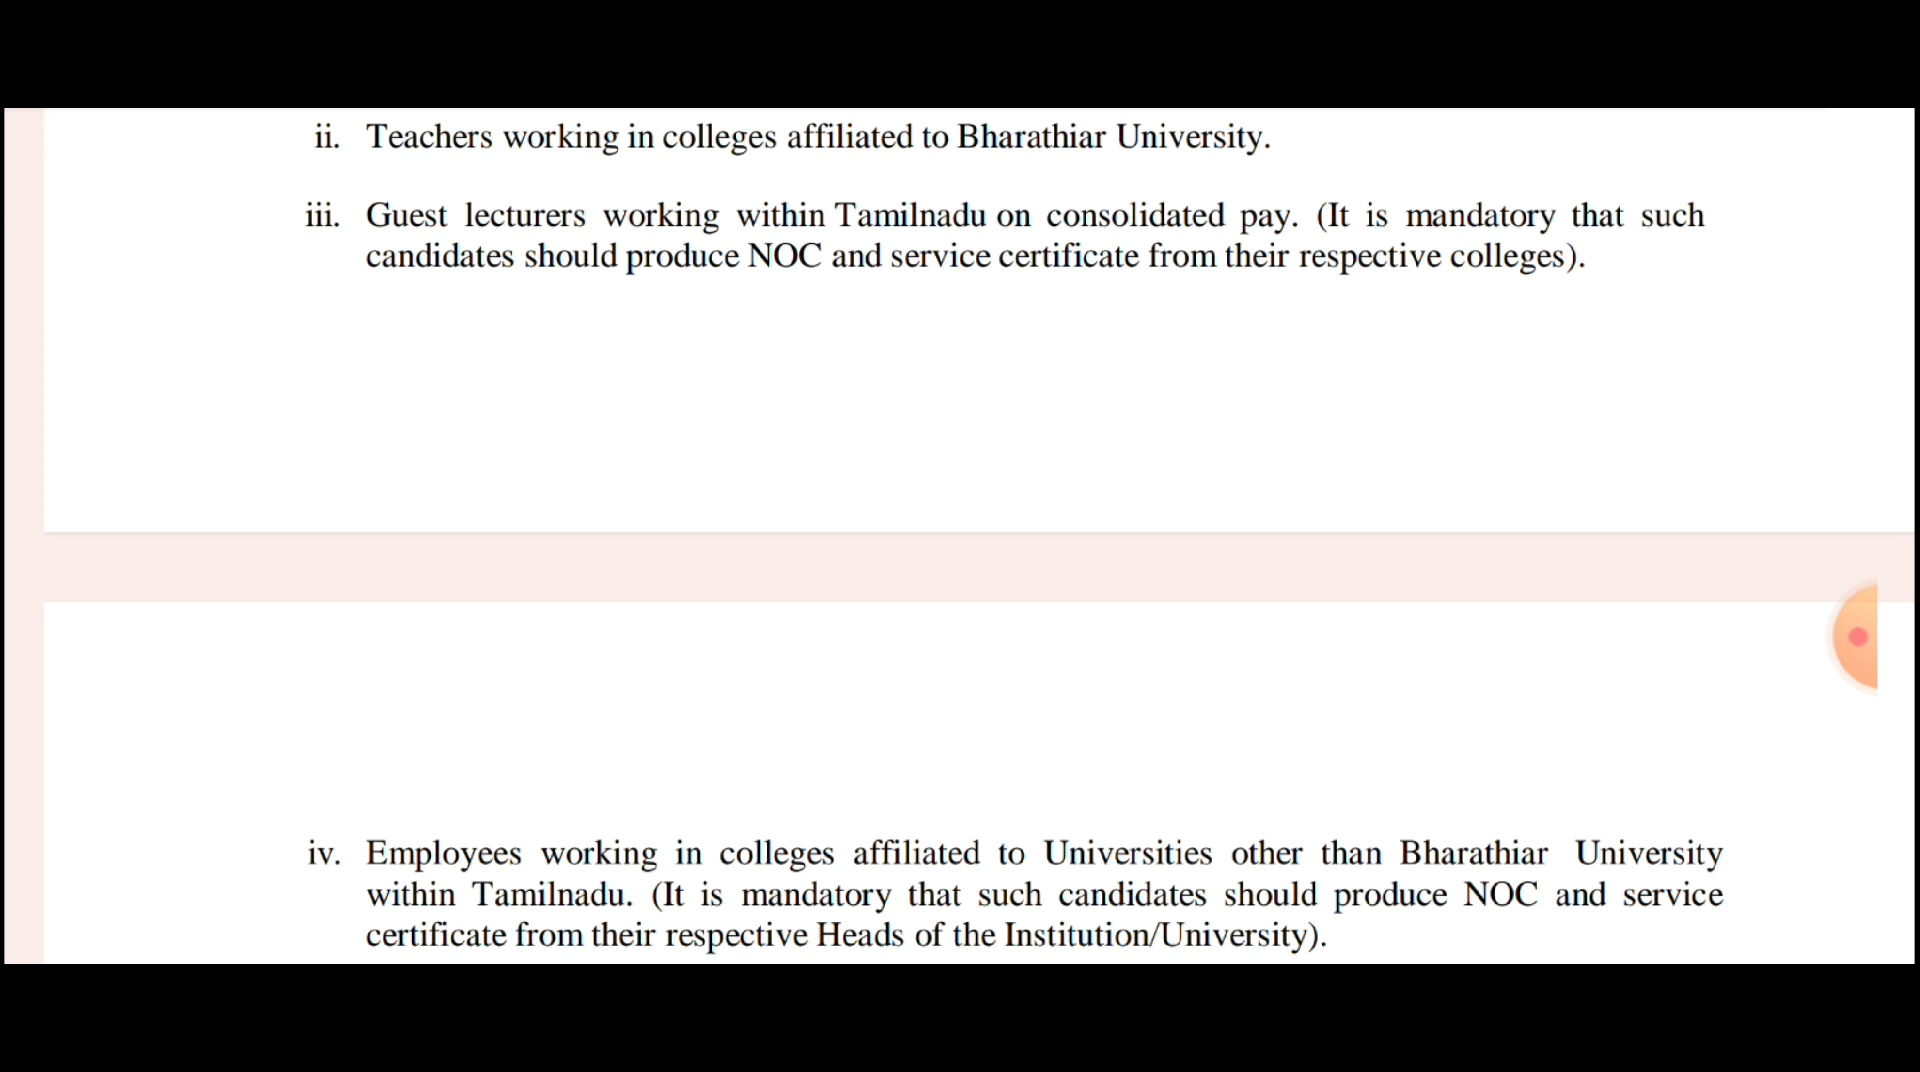 ii. Teachers working in colleges affiliated to Bharathiar University.
iii. Guest lecturers working within Tamilnadu on consolidated pay. (It is mandatory that such
candidates should produce NOC and service certificate from their respective colleges).
iv. Employees working in colleges affiliated to Universities other than Bharathiar University
within Tamilnadu. (It is mandatory that such candidates should produce NOC and service
certificate from their respective Heads of the Institution/University).